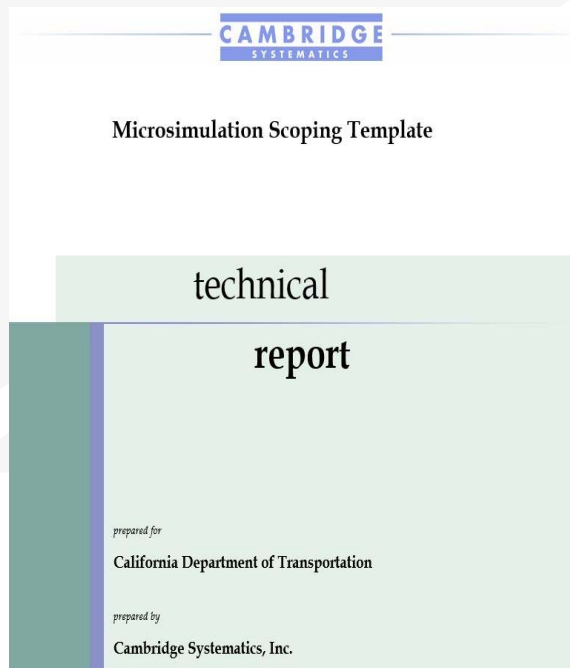 CAMBRIDGE
SYSTEMATICS
Microsimulation Scoping Template
technical
report
prepared for
California Department of Transportation
prepared by
Cambridge Systematics, Inc.